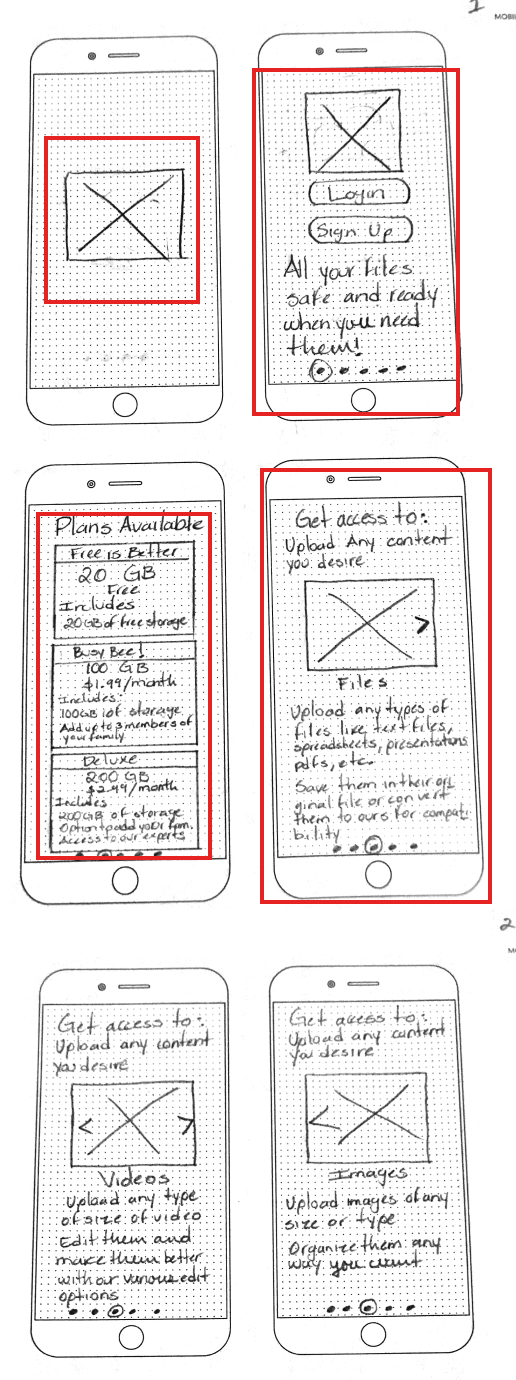 1
Login
Sign Up
All your files
safe and ready
when you need
them!
Plans Available
Free is Better
20 GB
Free
Includes
20GB of free storage
Busy Bee!
100 GB
$1.99/month
Includes:
100GB of storage
Add up to 3 members of
your family
Deluxe
200 GB
$2.99/month
Includes
200GB of storage
Option to add your fam.
Access to our experts
Get access to:
Upload Any content
you desire
>
Files
Upload any types of
files like, text files,
spreadsheets, presentations
pdfs, etc.
Save them in their ori
ginal file or convert
them to ours for compati
bility
2
Get access to:
Upload any content
you desire
< >
Videos
Upload any type
of size of video
Edit them and
make them better
with our various edit
options
Get access to:
Upload any content
you desire
<
Images
Upload images of any
size or type
Organize them any
way you want